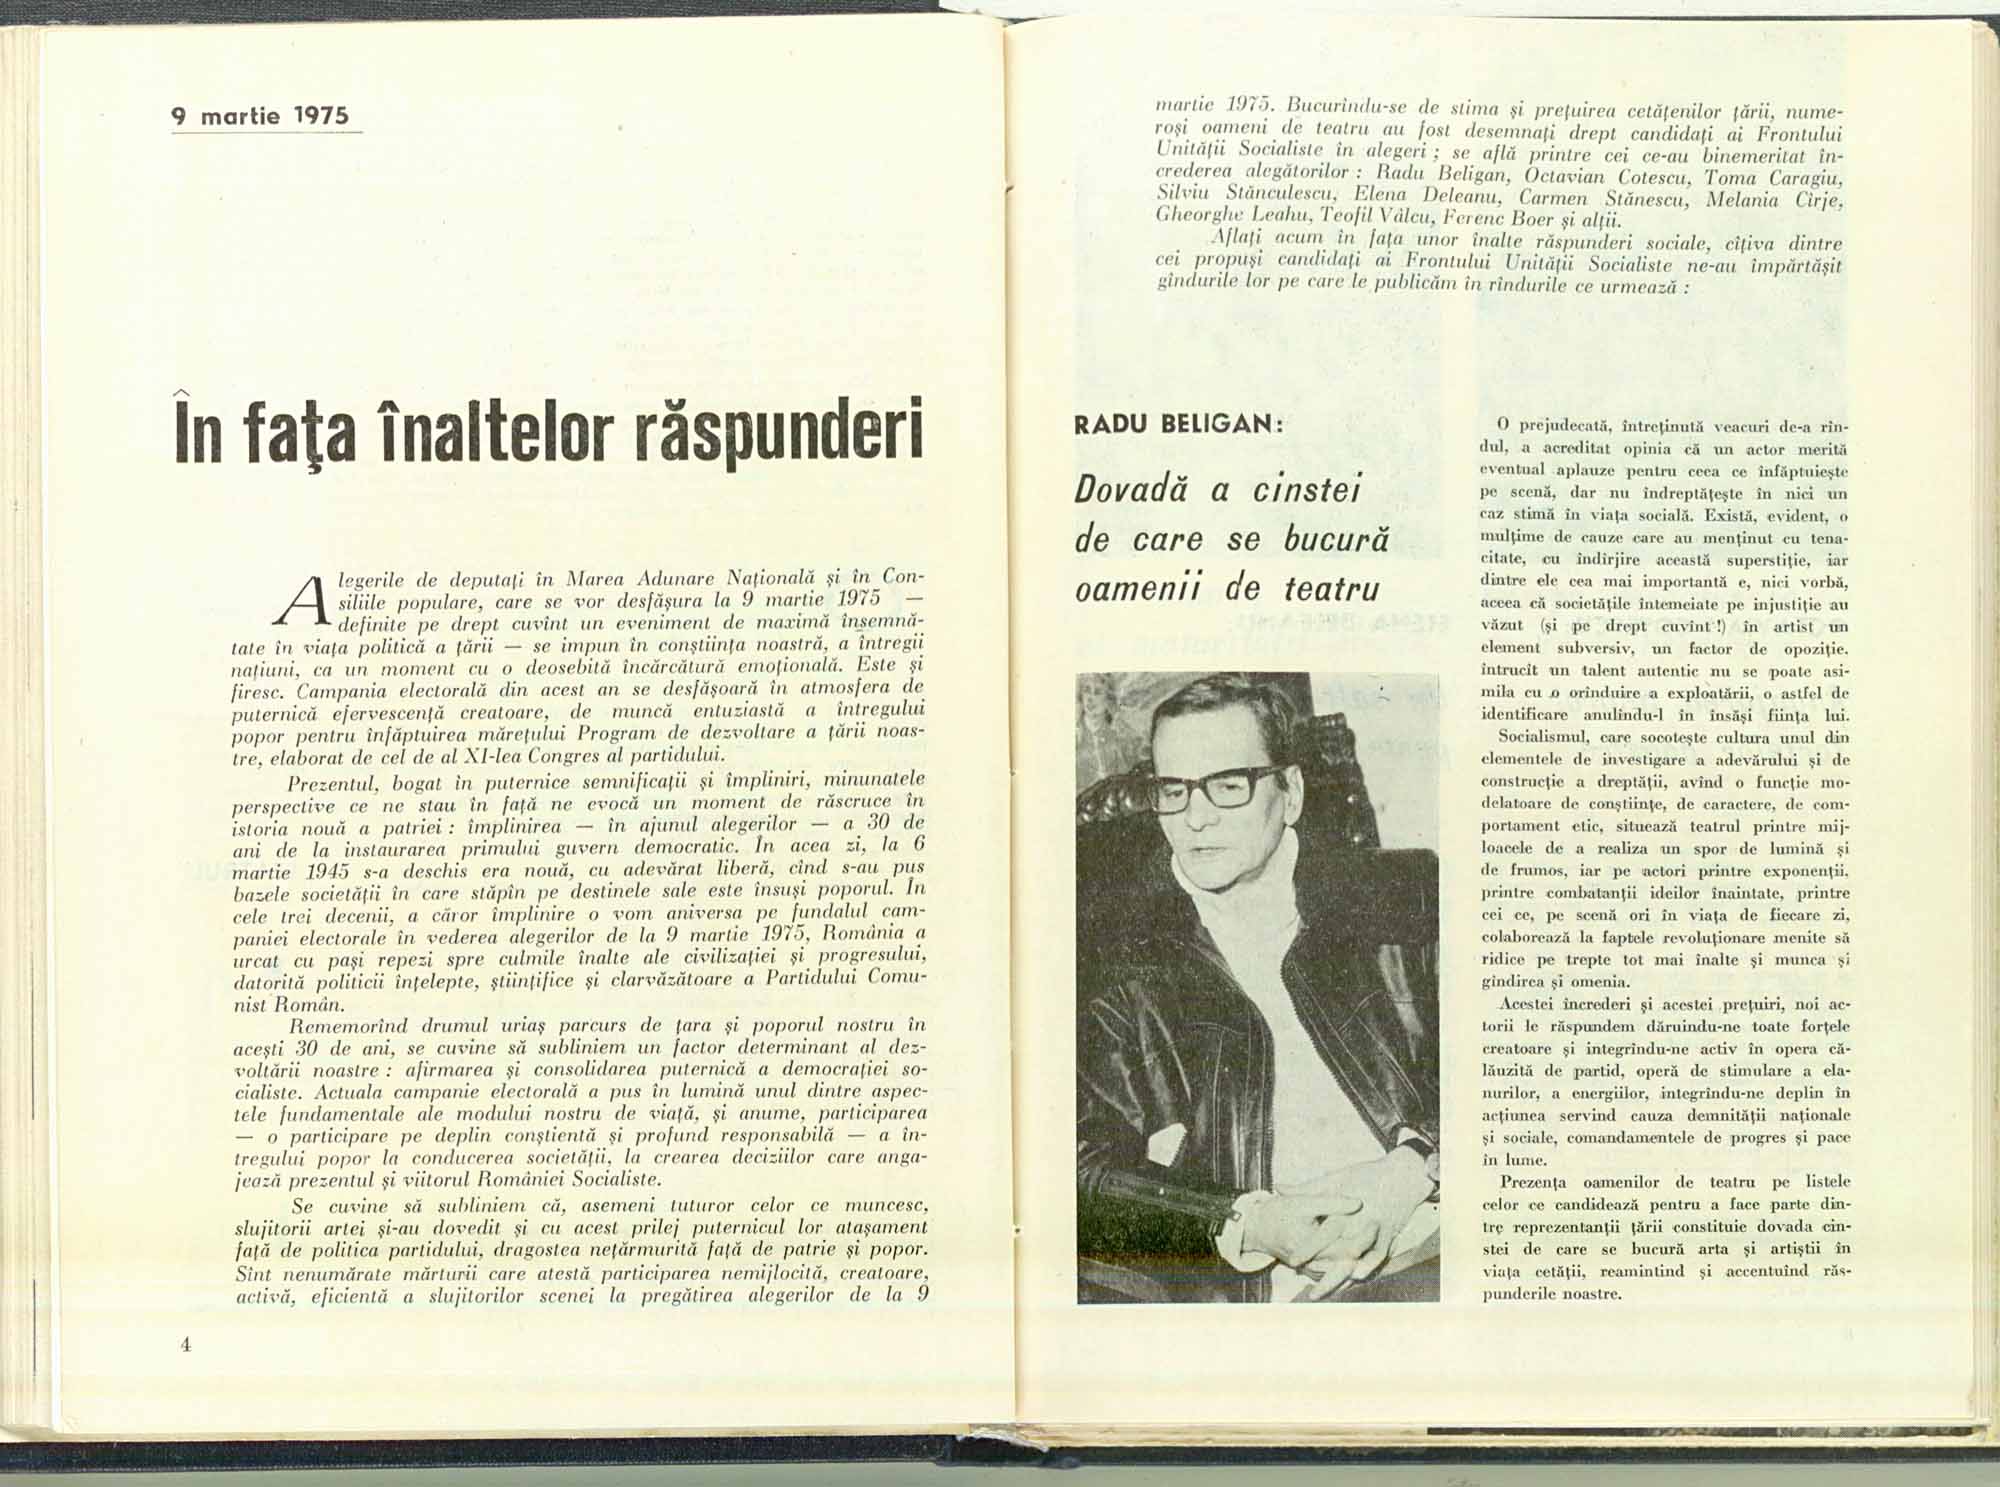 9 martie 1975
În fața înaltelor răspunderi
Alegerile de deputați în Marea Adunare Națională și în Con-
siliile populare, care se vor desfășura la 9 martie 1975 —
definite pe drept cuvînt un eveniment de maximă însemnă-
tate în viața politică a țării — se impun în conștiința noastră, a întregii
națiuni, ca un moment cu o deosebită încărcătură emoțională. Este și
firesc. Campania electorală din acest an se desfășoară în atmosfera de
puternică efervescență creatoare, de muncă entuziastă a întregului
popor pentru înfăptuirea mărețului Program de dezvoltare a țării noas-
tre, elaborat de cel de al XI-lea Congres al partidului.
Prezentul, bogat în puternice semnificații și împliniri, minunatele
perspective ce ne stau în față ne evocă un moment de răscruce în
istoria nouă a patriei : împlinirea — în ajunul alegerilor — a 30 de
ani de la instaurarea primului guvern democratic. În acea zi, la 6
martie 1945 s-a deschis era nouă, cu adevărat liberă, cînd s-au pus
bazele societății în care stăpîn pe destinele sale este însuși poporul. În
cele trei decenii, a căror împlinire o vom aniversa pe fundalul cam-
paniei electorale în vederea alegerilor de la 9 martie 1975, România a
urcat cu pași repezi spre culmile înalte ale civilizației și progresului,
datorită politicii înțelepte, științifice și clarvăzătoare a Partidului Comu-
nist Român.
Rememorînd drumul uriaș parcurs de țara și poporul nostru în
acești 30 de ani, se cuvine să subliniem un factor determinant al dez-
voltării noastre : afirmarea și consolidarea puternică a democrației so-
cialiste. Actuala campanie electorală a pus în lumină unul dintre aspec-
tele fundamentale ale modului nostru de viață, și anume, participarea
— o participare pe deplin conștientă și profund responsabilă — a în-
tregului popor la conducerea societății, la crearea deciziilor care anga-
jează prezentul și viitorul României Socialiste.
Se cuvine să subliniem că, asemeni tuturor celor ce muncesc,
slujitorii artei și-au dovedit și cu acest prilej puternicul lor atașament
față de politica partidului, dragostea nețărmurită față de patrie și popor.
Sînt nenumărate mărturii care atestă participarea nemijlocită, creatoare,
activă, eficientă a slujitorilor scenei la pregătirea alegerilor de la 9
4
martie 1975. Bucurîndu-se de stima și prețuirea cetățenilor țării, nume-
roși oameni de teatru au fost desemnați drept candidați ai Frontului
Unității Socialiste în alegeri ; se află printre cei ce-au binemeritat în-
crederea alegătorilor : Radu Beligan, Octavian Cotescu, Toma Caragiu,
Silviu Stănculescu, Elena Deleanu, Carmen Stănescu, Melania Cîrje,
Gheorghe Leahu, Teofil Vâlcu, Ferenc Boer și alții.
Aflați acum în fața unor înalte răspunderi sociale, cîțiva dintre
cei propuși candidați ai Frontului Unității Socialiste ne-au împărtășit
gîndurile lor pe care le publicăm în rîndurile ce urmează :
RADU BELIGAN:
Dovadă a cinstei
de care se bucură
oamenii de teatru
O prejudecată, întreținută veacuri de-a rîn-
dul, a acreditat opinia că un actor merită
eventual aplauze pentru ceea ce înfăptuiește
pe scenă, dar nu îndreptățește în nici un
caz stimă în viața socială. Există, evident, o
mulțime de cauze care au menținut cu tena-
citate, cu îndîrjire această superstiție, iar
dintre ele cea mai importantă e, nici vorbă,
aceea că societățile întemeiate pe injustiție au
văzut (și pe drept cuvînt !) în artist un
element subversiv, un factor de opoziție,
întrucît un talent autentic nu se poate asi-
mila cu o orînduire a exploatării, o astfel de
identificare anulîndu-l în însăși ființa lui.
Socialismul, care socotește cultura unul din
elementele de investigare a adevărului și de
construcție a dreptății, avînd o funcție mo-
delatoare de conștiințe, de caractere, de com-
portament etic, situează teatrul printre mij-
loacele de a realiza un spor de lumină și
de frumos, iar pe actori printre exponenții,
printre combatanții ideilor înaintate, printre
cei ce, pe scenă ori în viața de fiecare zi,
colaborează la faptele revoluționare menite să
ridice pe trepte tot mai înalte și munca și
gîndirea și omenia.
Acestei încrederi și acestei prețuiri, noi ac-
torii le răspundem dăruindu-ne toate forțele
creatoare și integrîndu-ne activ în opera că-
lăuzită de partid, operă de stimulare a ela-
nurilor, a energiilor, integrîndu-ne deplin în
acțiunea servind cauza demnității naționale
și sociale, comandamentele de progres și pace
în lume.
Prezența oamenilor de teatru pe listele
celor ce candidează pentru a face parte din-
tre reprezentanții țării constituie dovada cin-
stei de care se bucură arta și artiștii în
viața cetății, reamintind și accentuînd răs-
punderile noastre.